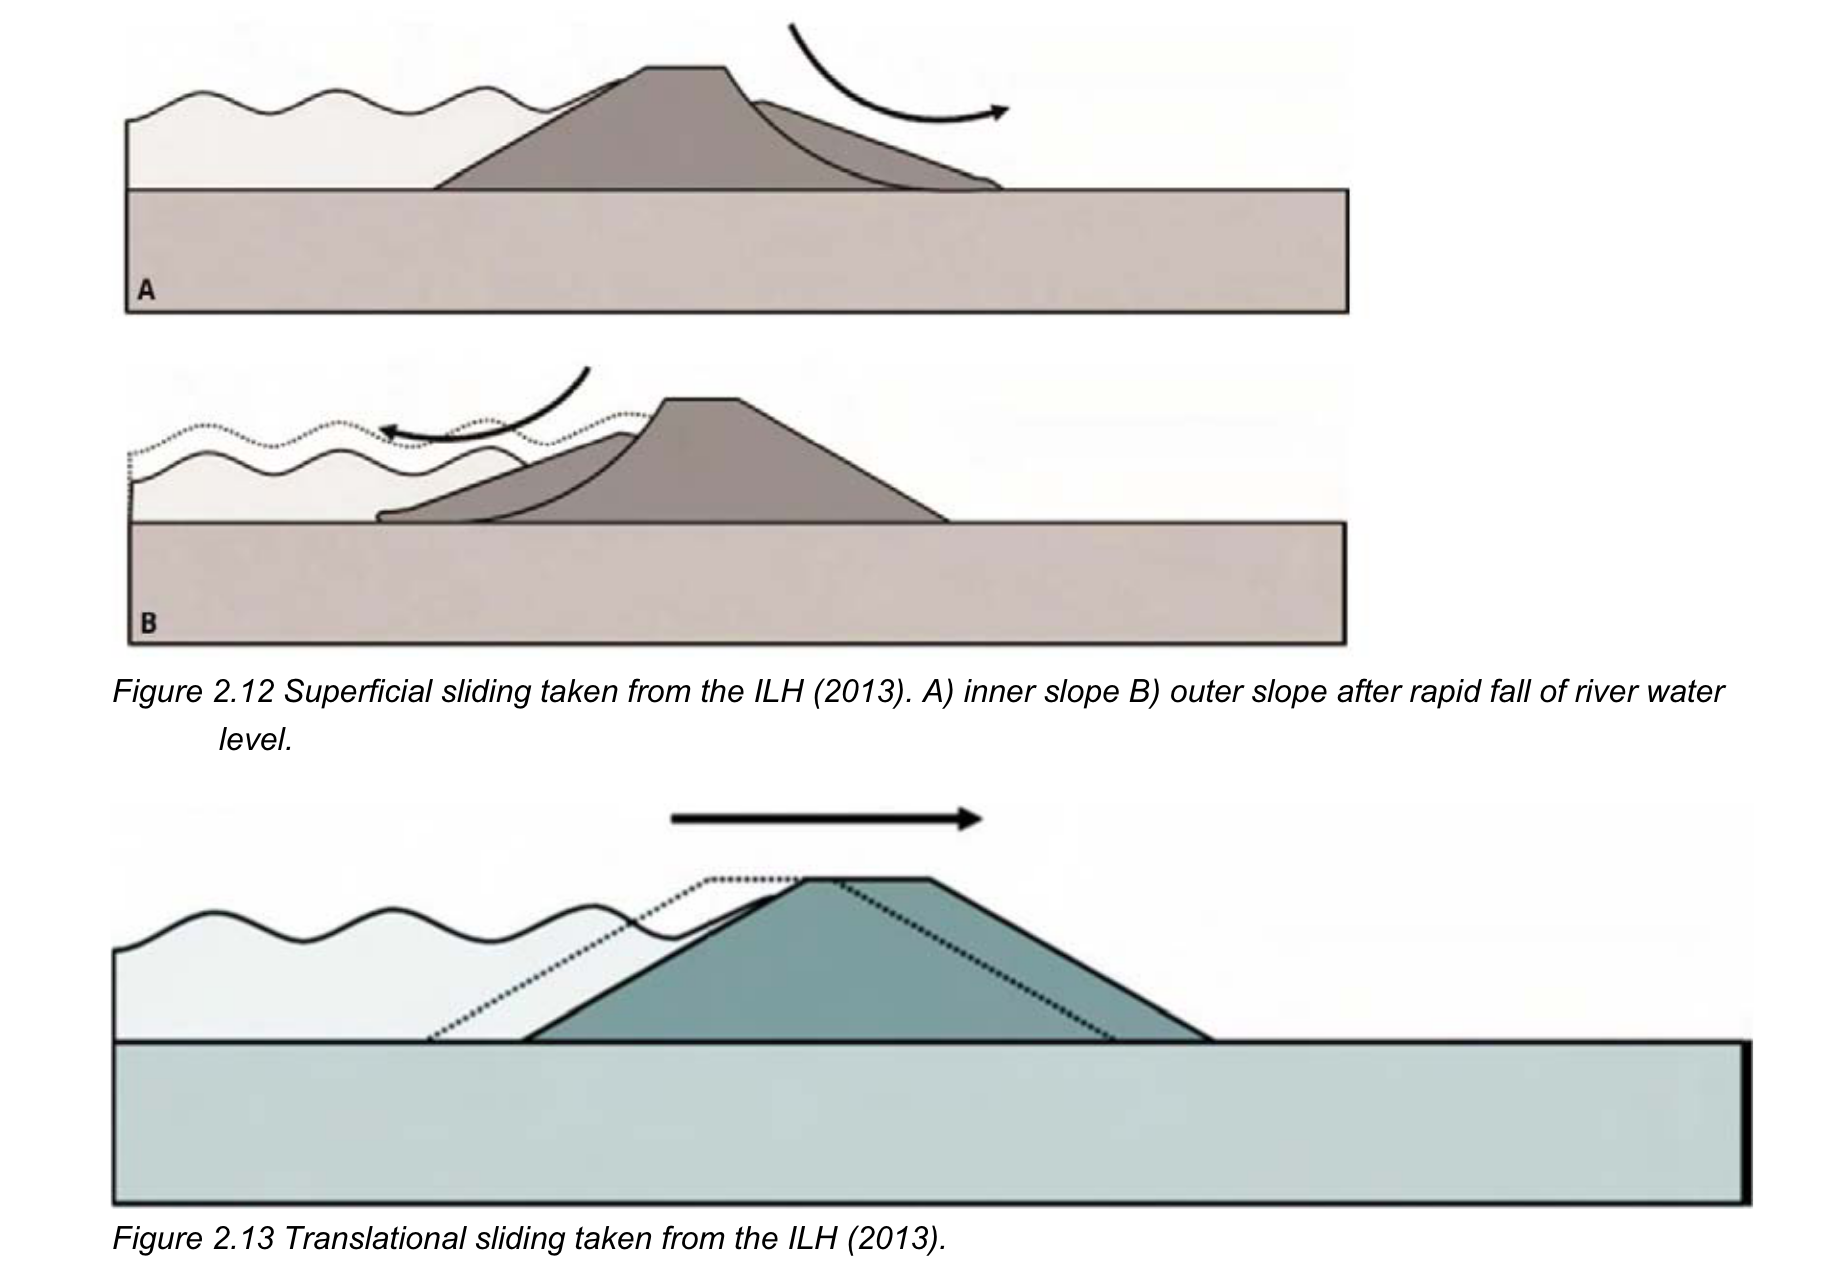 A
B
Figure 2.12 Superficial sliding taken from the ILH (2013). A) inner slope B) outer slope after rapid fall of river water
level.
Figure 2.13 Translational sliding taken from the ILH (2013).